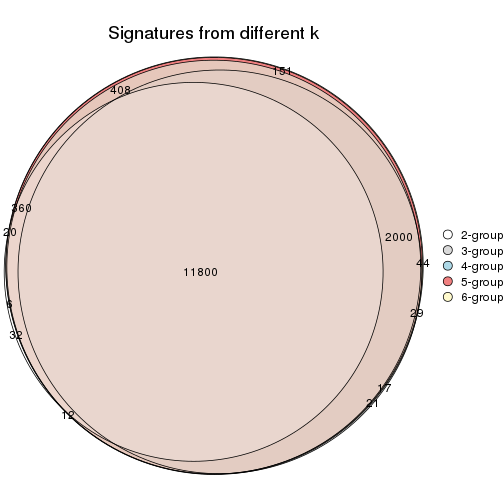 Signatures from different k
151
408
360
20
2000
44
11800
6
29
32
17
21
12
2-group
3-group
4-group
5-group
6-group